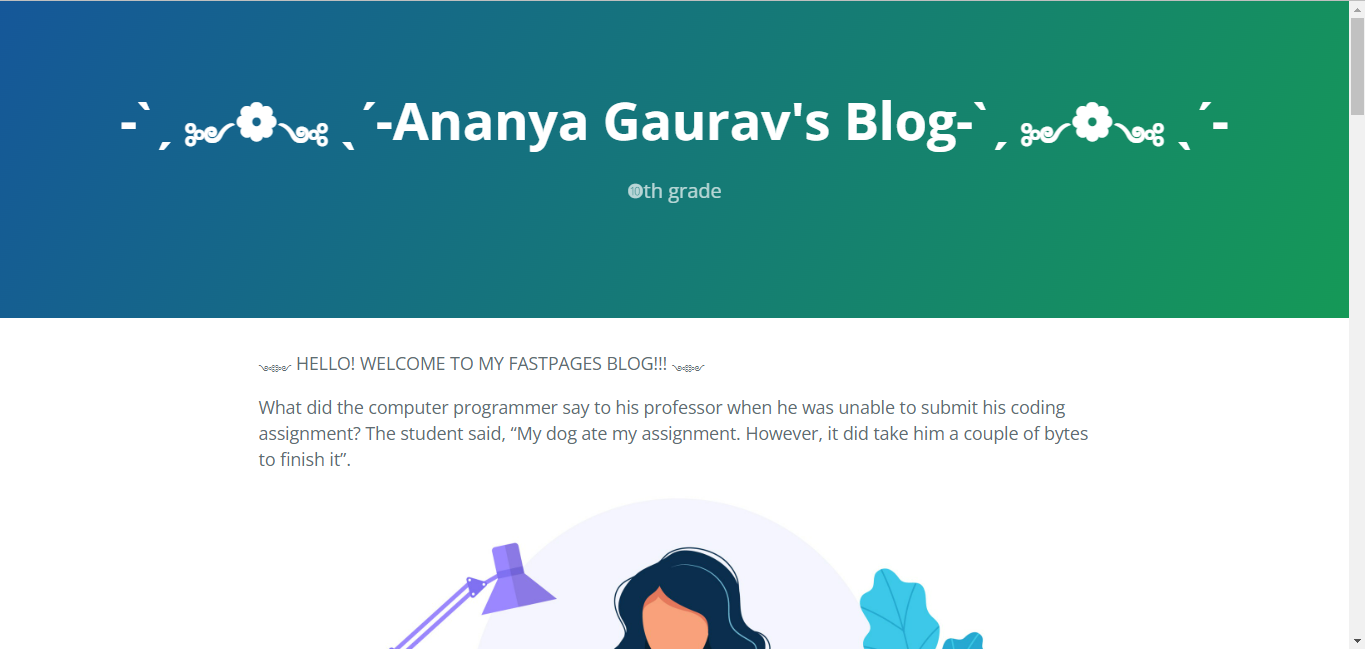 -`ˏ ༻❁༺ ˎ´-Ananya Gaurav's Blog-`ˏ ༻❁༺ ˎ´-
❿th grade
༺༻ HELLO! WELCOME TO MY FASTPAGES BLOG!!! ༺༻
What did the computer programmer say to his professor when he was unable to submit his coding
assignment? The student said, “My dog ate my assignment. However, it did take him a couple of bytes
to finish it”.